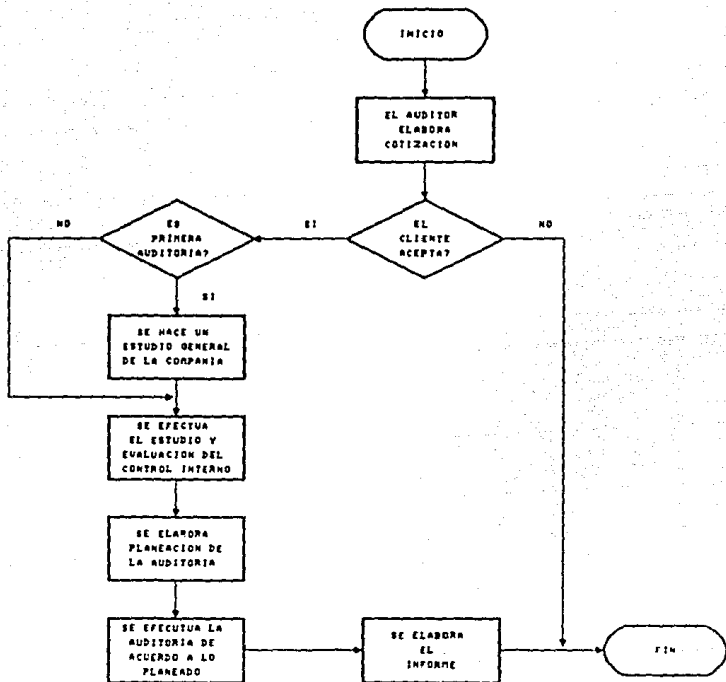 INICIO
EL AUDITOR
ELABORA
COTIZACION
EL
CLIENTE
ACEPTA?
NO
SI
ES
PRIMERA
AUDITORIA?
NO
SI
SE HACE UN
ESTUDIO GENERAL
DE LA COMPANIA
SE EFECTUA
EL ESTUDIO Y
EVALUACION DEL
CONTROL INTERNO
SE ELABORA
PLANEACION DE
LA AUDITORIA
SE EFECUTUA LA
AUDITORIA DE
ACUERDO A LO
PLANEADO
SE ELABORA
EL
INFORME
FIN